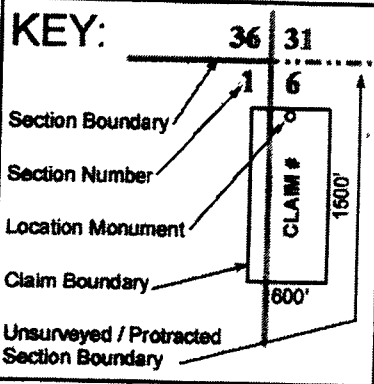 KEY:
36 31
1 6
Section Boundary
Section Number
Location Monument
Claim Boundary
Unsurveyed / Protracted
Section Boundary
CLAIM #
1500'
600'